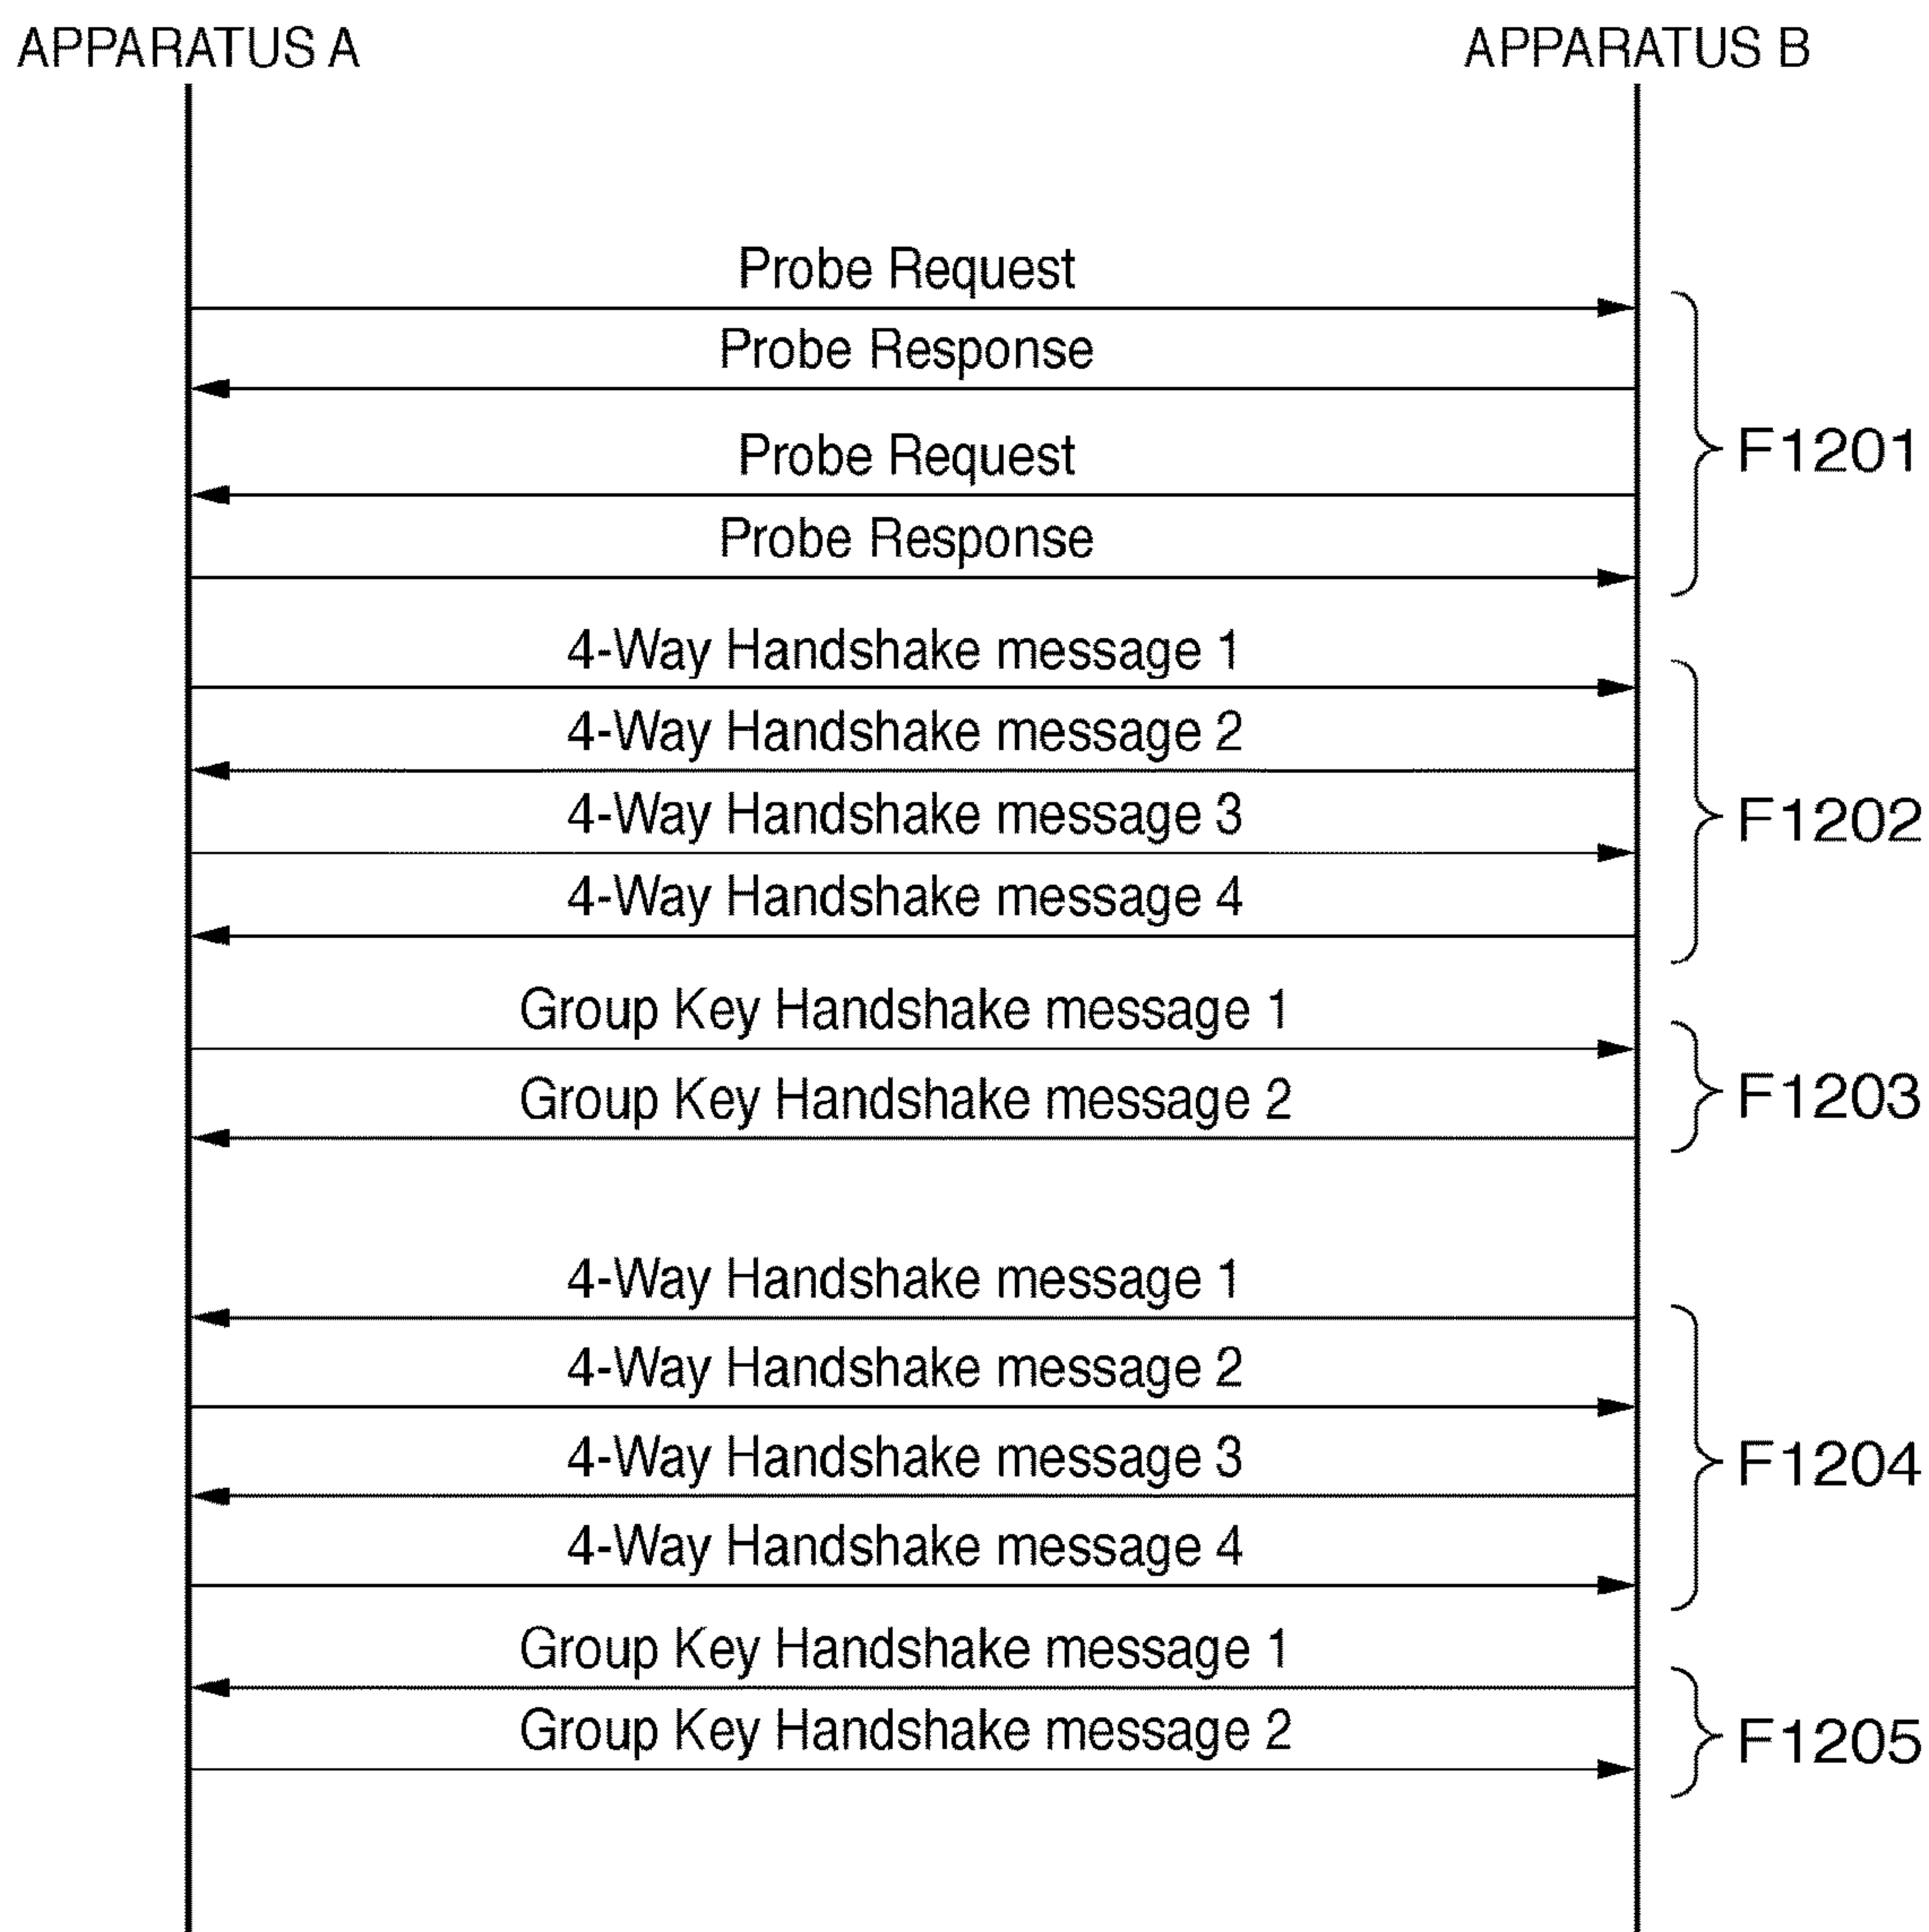 APPARATUS A
APPARATUS B
Probe Request
Probe Response
Probe Request
F1201
Probe Response
4-Way Handshake message 1
4-Way Handshake message 2
4-Way Handshake message 3
F1202
4-Way Handshake message 4
Group Key Handshake message 1
Group Key Handshake message 2
F1203
4-Way Handshake message 1
4-Way Handshake message 2
4-Way Handshake message 3
F1204
4-Way Handshake message 4
Group Key Handshake message 1
Group Key Handshake message 2
F1205